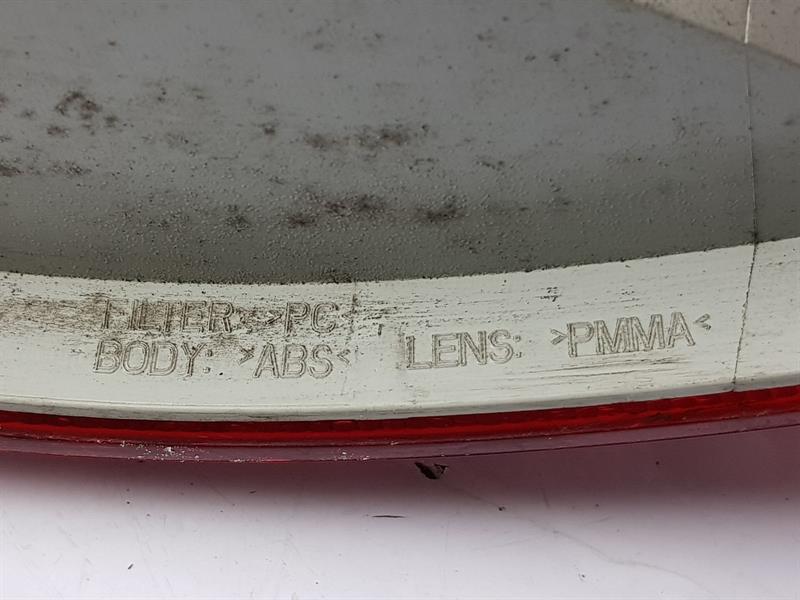 FILTER: >PC
BODY: >ABS<
LENS: >PMMA<